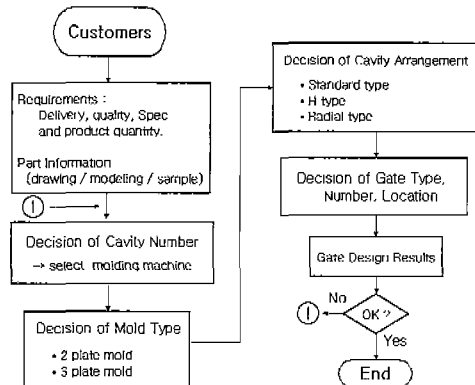 Customers
Requirements :
Delivery, quality, Spec
and product quantity.
Part Information
(drawing / modeling / sample)
①
Decision of Cavity Number
→ select molding machine
Decision of Mold Type
• 2 plate mold
• 3 plate mold
Decision of Cavity Arrangement
• Standard type
• H type
• Radial type
Decision of Gate Type,
Number, Location
Gate Design Results
No
①
OK ?
Yes
End